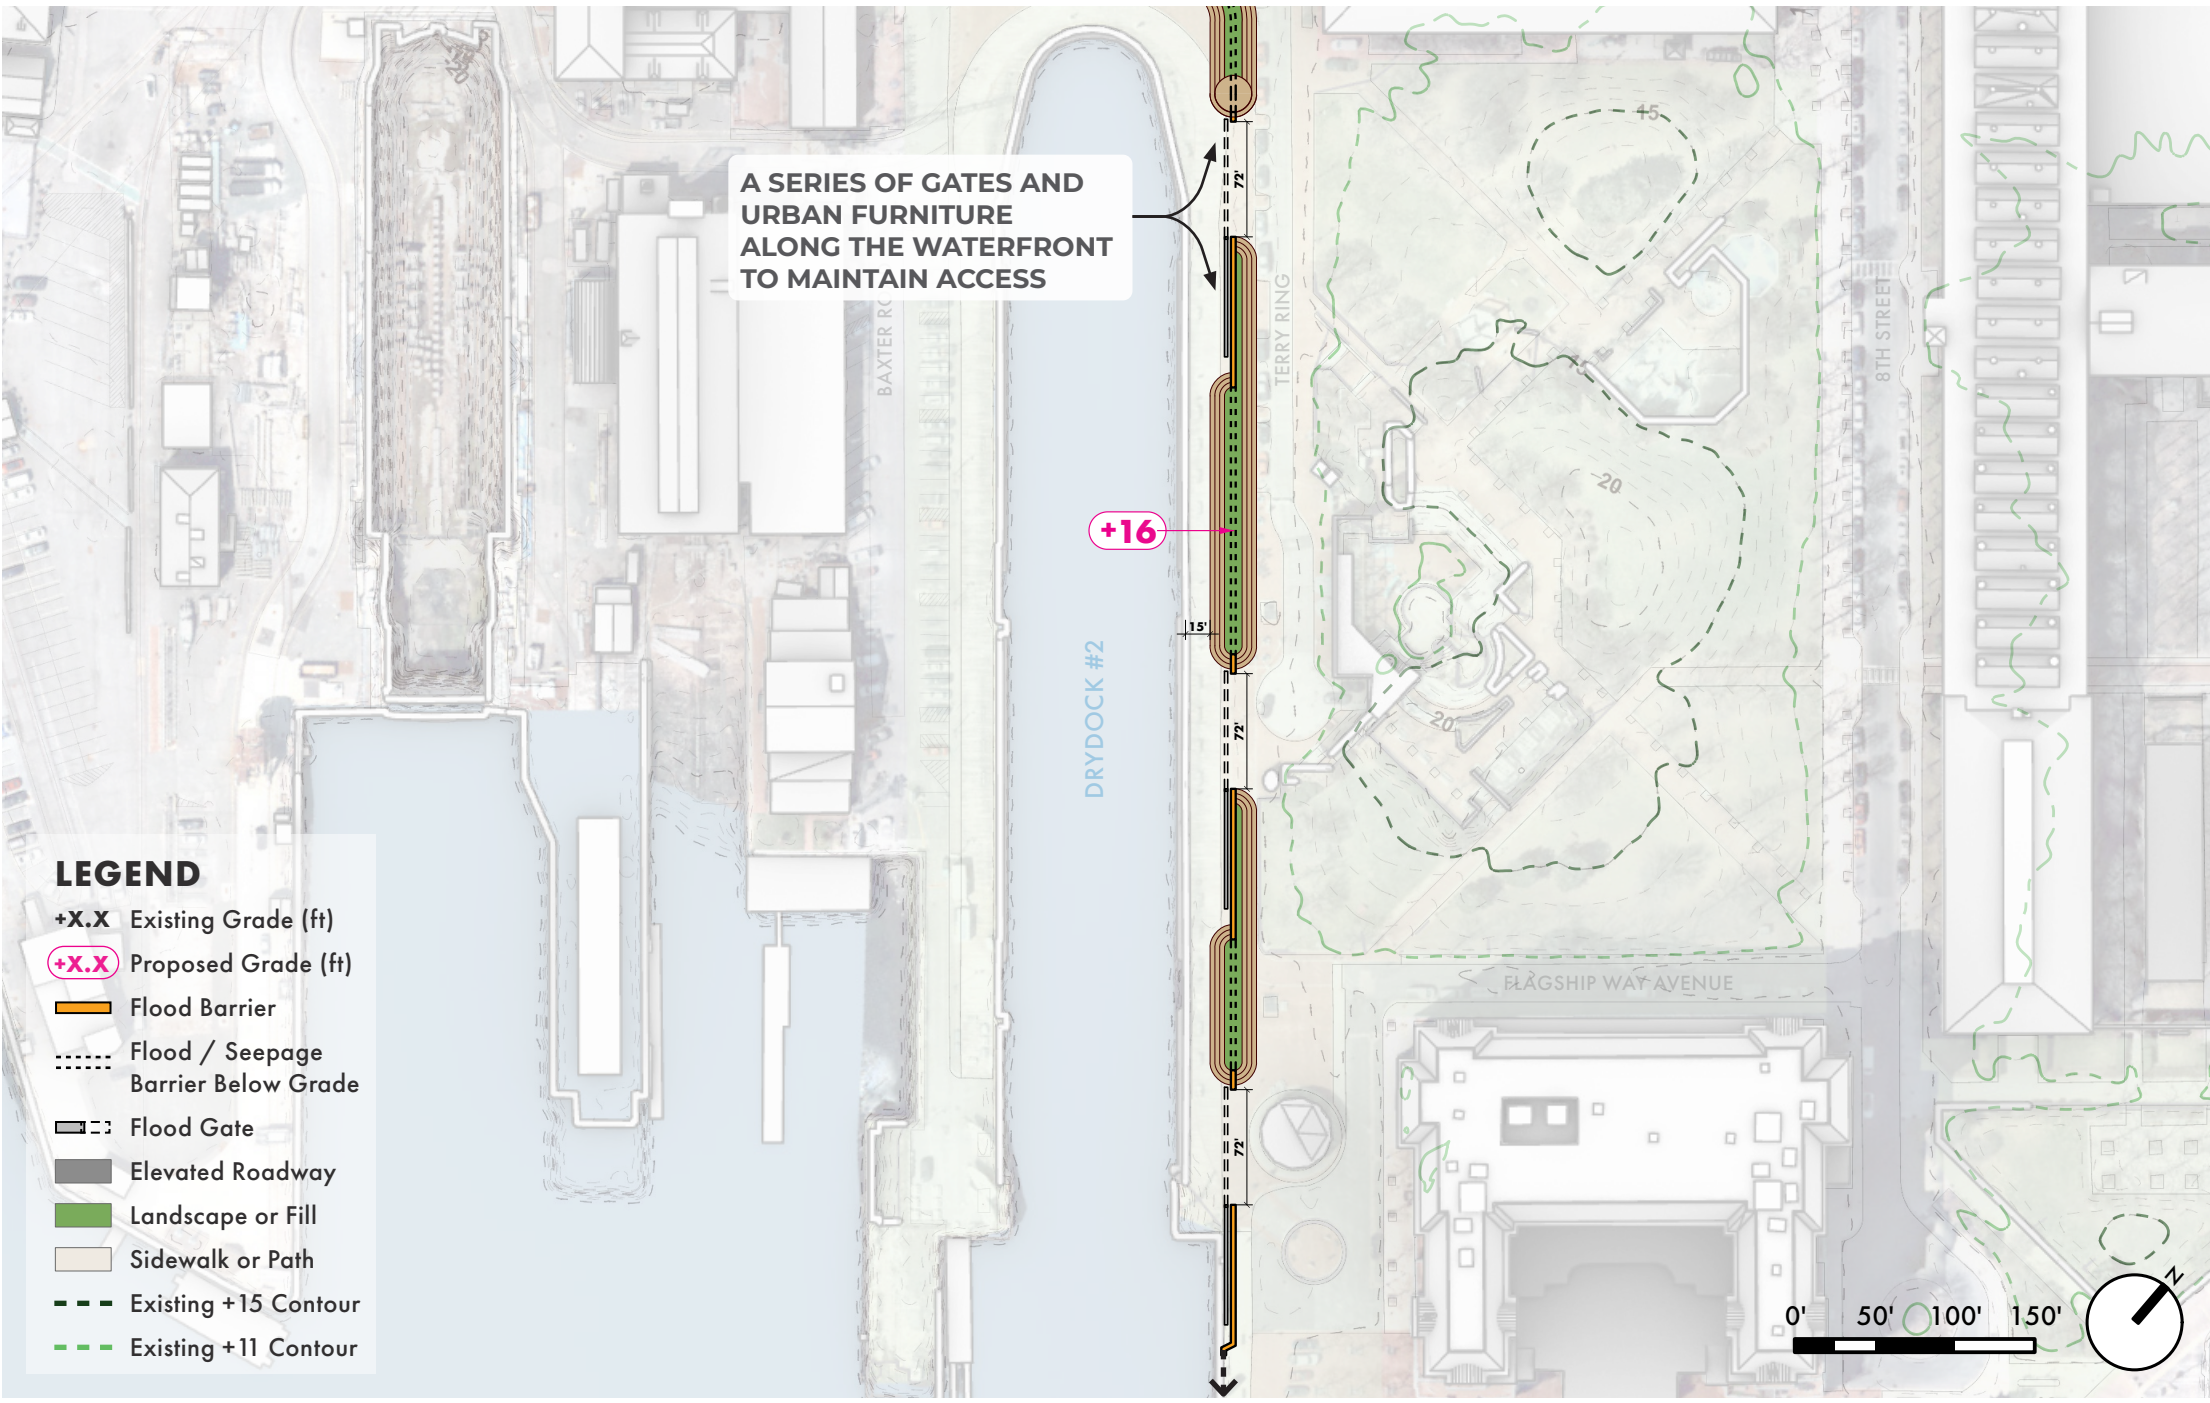 A SERIES OF GATES AND
URBAN FURNITURE
ALONG THE WATERFRONT
TO MAINTAIN ACCESS
72'
15
TERRY RING
8TH STREET
BAXTER RO
15
20
+16
15'
DRYDOCK #2
72'
20
FLAGSHIP WAY AVENUE
72'
LEGEND
+X.X Existing Grade (ft)
+X.X Proposed Grade (ft)
Flood Barrier
Flood / Seepage
Barrier Below Grade
Flood Gate
Elevated Roadway
Landscape or Fill
Sidewalk or Path
Existing +15 Contour
Existing +11 Contour
0' 50' 100' 150'
N